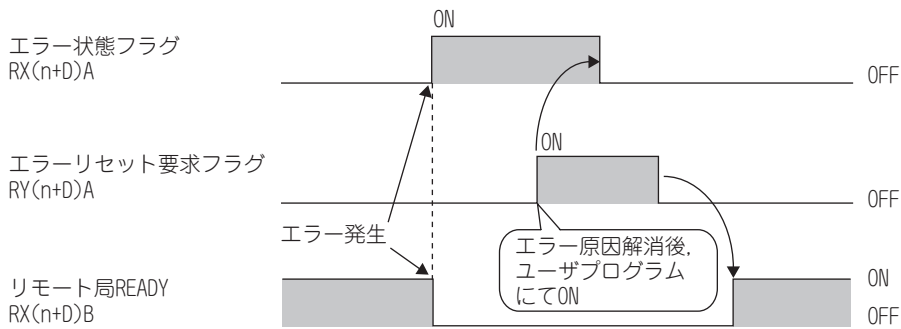 ON
エラー状態フラグ
RX(n+D)A
OFF
ON
エラーリセット要求フラグ
RY(n+D)A
OFF
エラー発生
エラー原因解消後,
ユーザプログラム
にてON
リモート局READY
RX(n+D)B
ON
OFF